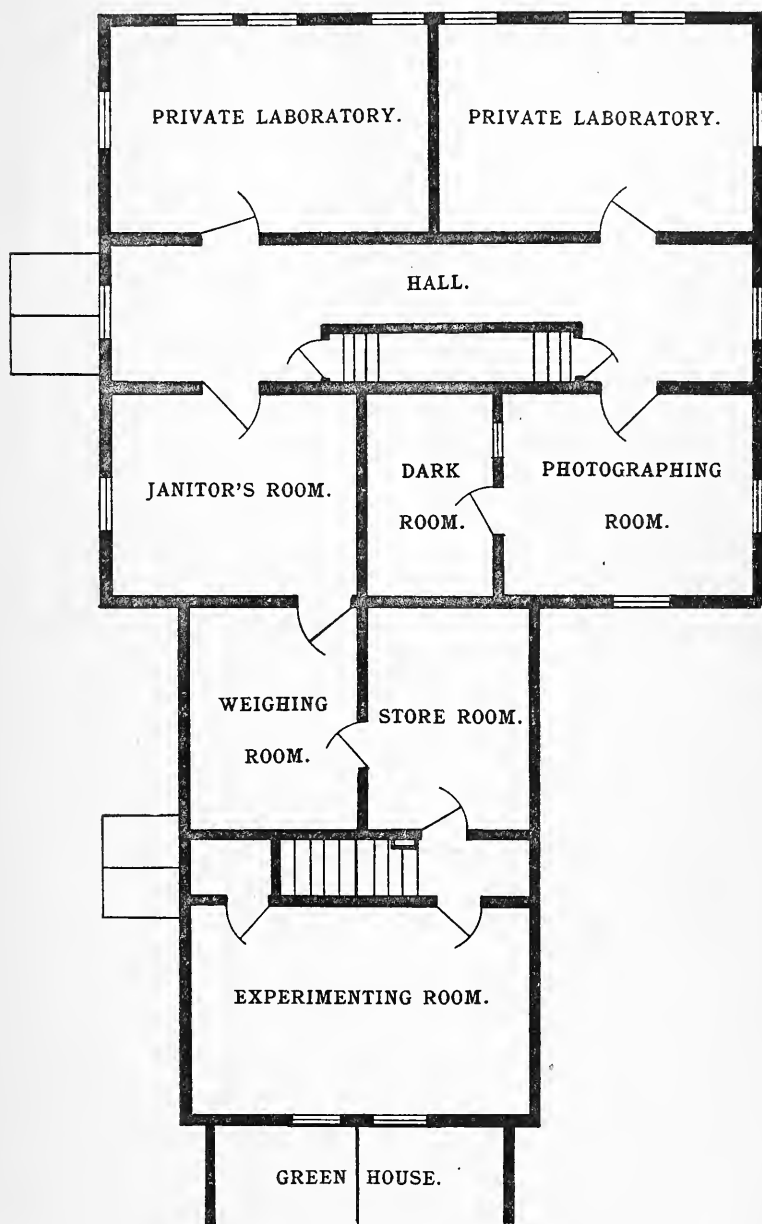 PRIVATE LABORATORY.
PRIVATE LABORATORY.
HALL.
JANITOR'S ROOM.
DARK
ROOM.
PHOTOGRAPHING
ROOM.
WEIGHING
ROOM.
STORE ROOM.
EXPERIMENTING ROOM.
GREEN HOUSE.